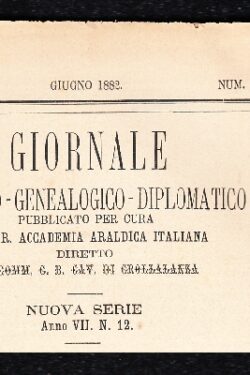 GIUGNO 1882. NUM.
GIORNALE
- GENEALOGICO - DIPLOMATICO
PUBBLICATO PER CURA
R. ACCADEMIA ARALDICA ITALIANA
DIRETTO
COMM. G. B. CAV. DI CROLLALANZA
NUOVA SERIE
Anno VII. N. 12.